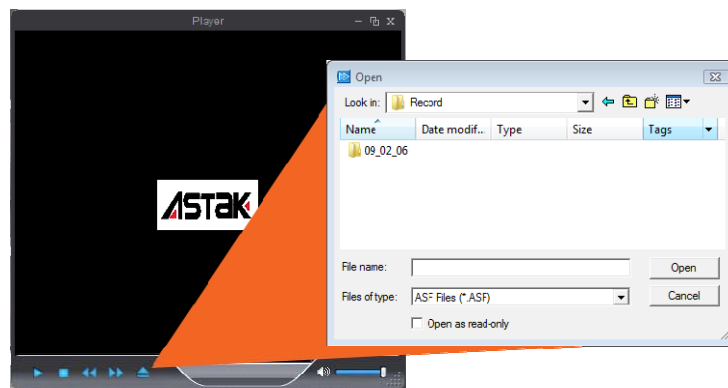 Player
ASTAK
Open
Look in: Record
Name Date modif... Type Size Tags
09_02_06
File name: Open
Files of type: ASF Files (*.ASF) Cancel
Open as read-only